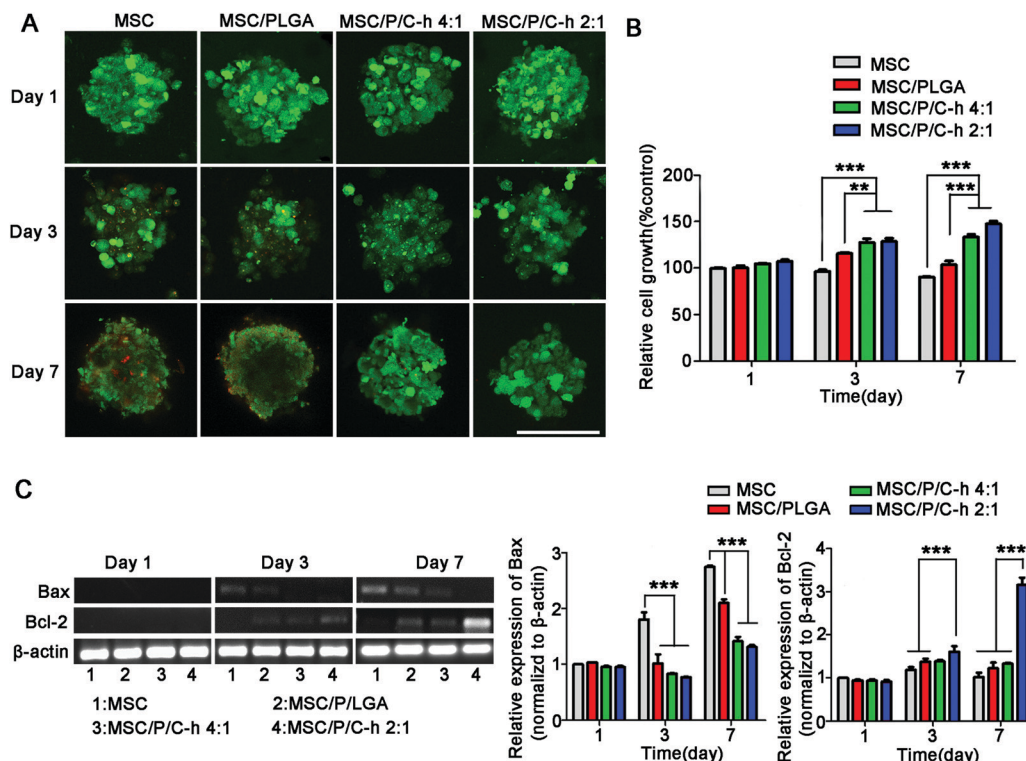 A
MSC MSC/PLGA MSC/P/C-h 4:1 MSC/P/C-h 2:1
Day 1
Day 3
Day 7
B
MSC
MSC/PLGA
MSC/P/C-h 4:1
MSC/P/C-h 2:1
Relative cell growth(%control)
200
150
100
50
0
*** **
*** ***
1 3 7
Time(day)
C
Day 1 Day 3 Day 7
Bax
Bcl-2
β-actin
1 2 3 4 1 2 3 4 1 2 3 4
1:MSC 2:MSC/P/LGA
3:MSC/P/C-h 4:1 4:MSC/P/C-h 2:1
MSC MSC/P/C-h 4:1
MSC/PLGA MSC/P/C-h 2:1
Relative expression of Bax
(normalizd to β-actin)
3
2
1
0
*** ***
1 3 7
Time(day)
Relative expression of Bcl-2
(normalizd to β-actin)
4
3
2
1
0
*** ***
1 3 7
Time(day)